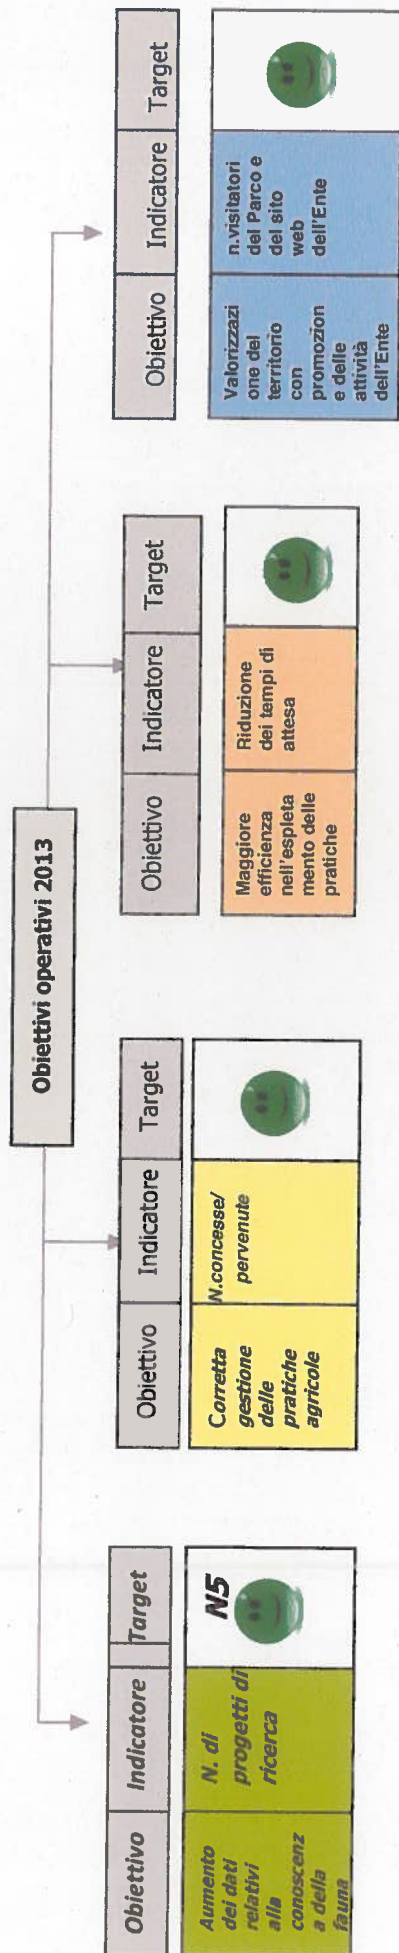 Obiettivi operativi 2013
Obiettivo Indicatore Target
Aumento
dei dati
relativi
alla
conoscenz
a della
fauna
N. di
progetti di
ricerca
N5
Obiettivo Indicatore Target
Corretta
gestione
delle
pratiche
agricole
N.concesse/
pervenute
Obiettivo Indicatore Target
Maggiore
efficienza
nell'espleta
mento delle
pratiche
Riduzione
dei tempi di
attesa
Obiettivo Indicatore Target
Valorizzazi
one del
territorio
con
promozion
e delle
attività
dell'Ente
n.visitatori
del Parco e
del sito
web
dell'Ente